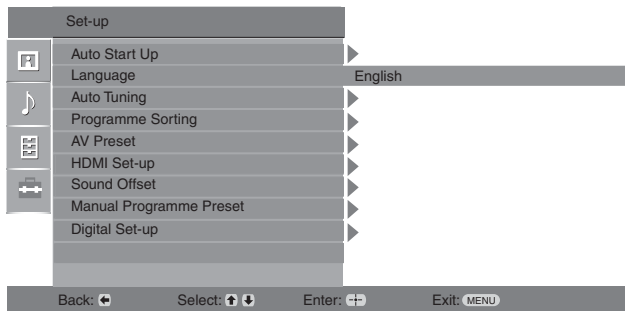 Set-up
Auto Start Up
Language English
Auto Tuning
Programme Sorting
AV Preset
HDMI Set-up
Sound Offset
Manual Programme Preset
Digital Set-up
Back: Select: Enter: Exit: MENU